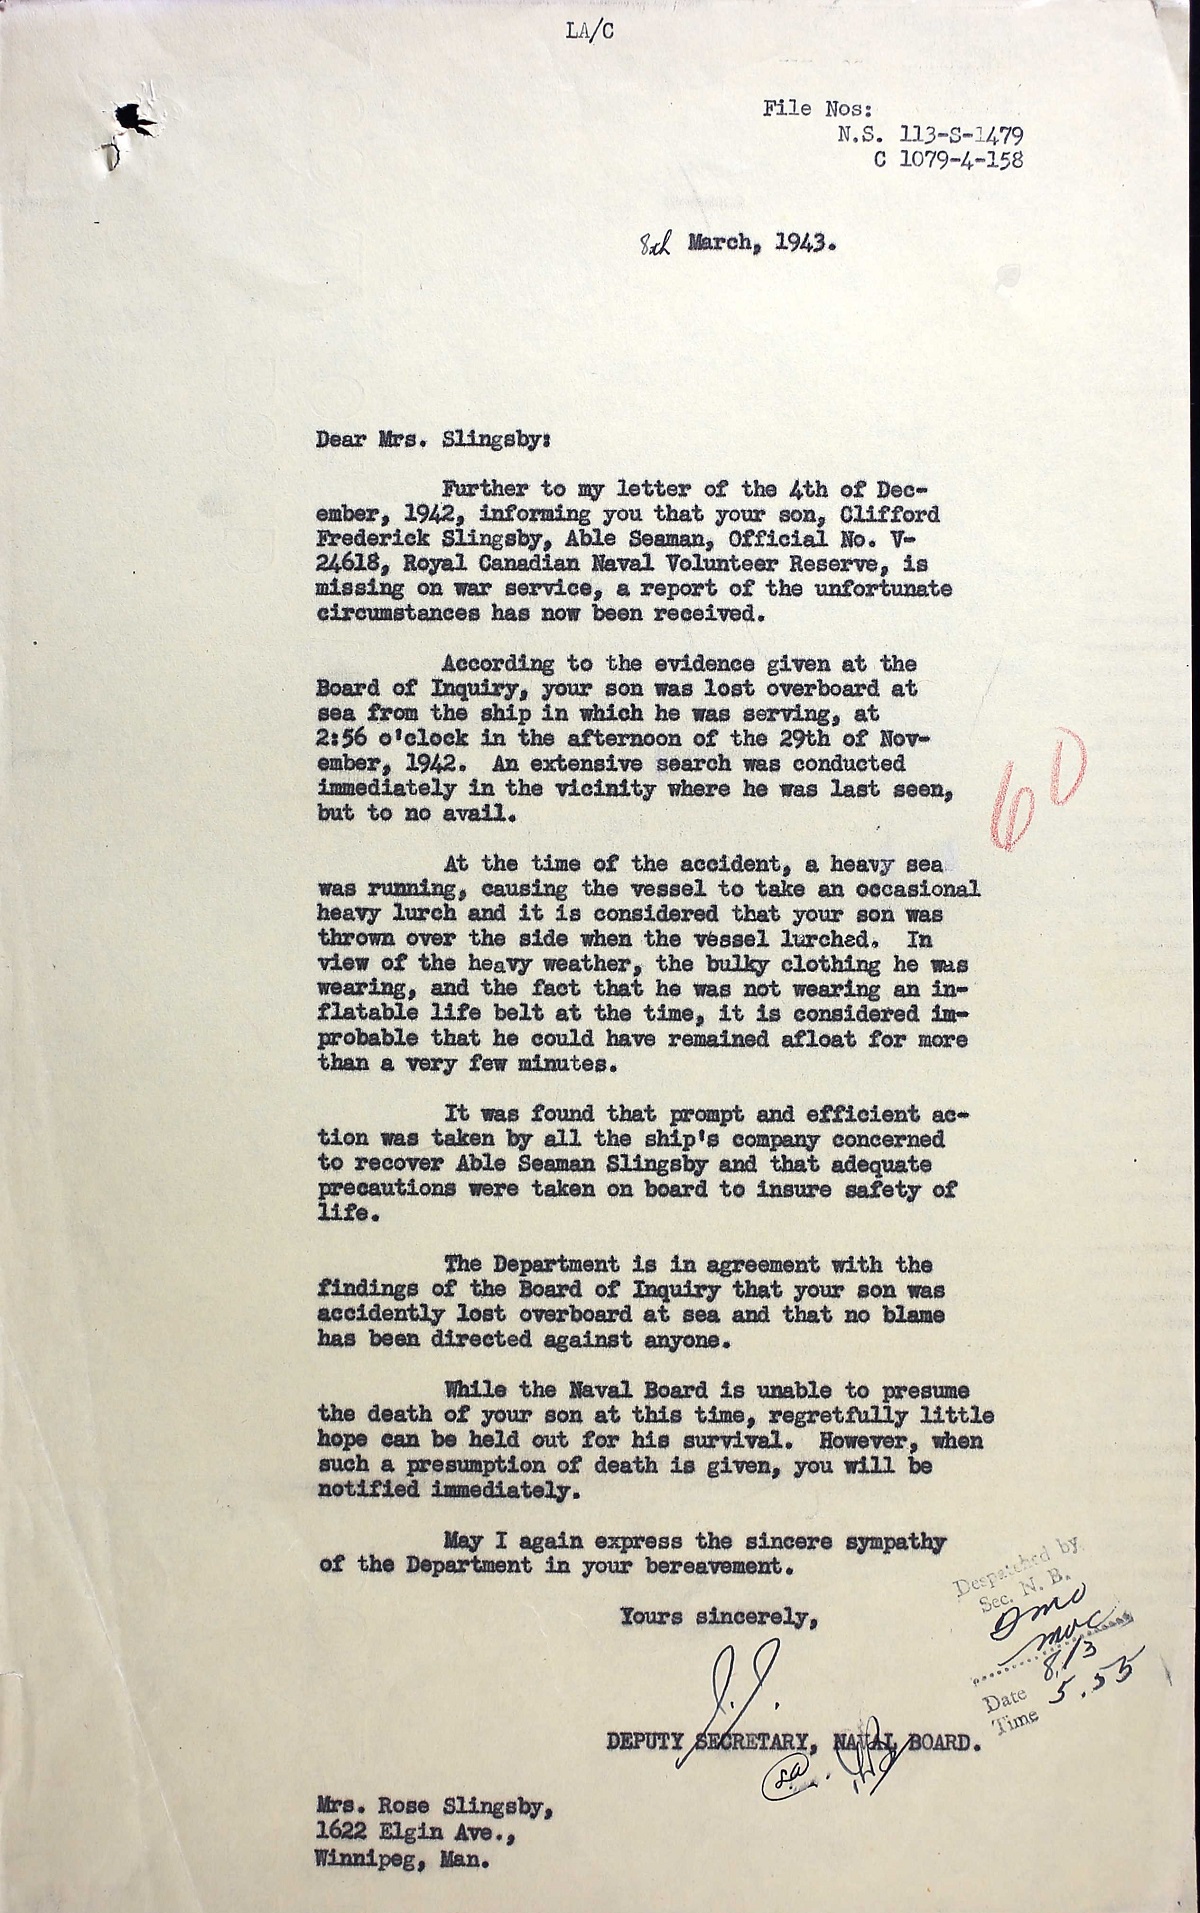 LA/C
File Nos:
N.S. 113-S-1479
C 1079-4-158
8th March, 1943.
Dear Mrs. Slingsby:
Further to my letter of the 4th of Dec-
ember, 1942, informing you that your son, Clifford
Frederick Slingsby, Able Seaman, Official No. V-
24618, Royal Canadian Naval Volunteer Reserve, is
missing on war service, a report of the unfortunate
circumstances has now been received.
According to the evidence given at the
Board of Inquiry, your son was lost overboard at
sea from the ship in which he was serving, at
2:56 o'clock in the afternoon of the 29th of Nov-
ember, 1942. An extensive search was conducted
immediately in the vicinity where he was last seen,
but to no avail.
60
At the time of the accident, a heavy sea
was running, causing the vessel to take an occasional
heavy lurch and it is considered that your son was
thrown over the side when the vessel lurched. In
view of the heavy weather, the bulky clothing he was
wearing, and the fact that he was not wearing an in-
flatable life belt at the time, it is considered im-
probable that he could have remained afloat for more
than a very few minutes.
It was found that prompt and efficient ac-
tion was taken by all the ship's company concerned
to recover Able Seaman Slingsby and that adequate
precautions were taken on board to insure safety of
life.
The Department is in agreement with the
findings of the Board of Inquiry that your son was
accidently lost overboard at sea and that no blame
has been directed against anyone.
While the Naval Board is unable to presume
the death of your son at this time, regretfully little
hope can be held out for his survival. However, when
such a presumption of death is given, you will be
notified immediately.
May I again express the sincere sympathy
of the Department in your bereavement.
Yours sincerely,
DEPUTY SECRETARY, NAVAL BOARD.
Despatched by
Sec. N. B.
Date 8/3
Time 5.55
Mrs. Rose Slingsby,
1622 Elgin Ave.,
Winnipeg, Man.